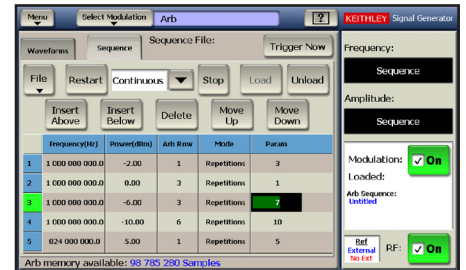 Menu Select Modulation Arb ? KEITHLEY Signal Generator
Waveforms Sequence Sequence File: Trigger Now
File Restart Continuous Stop Load Unload
Insert Above Insert Below Delete Move Up Move Down
Frequency(Hz) Power(dBm) Arb Row Mode Param
1 1 000 000 000.0 -2.00 1 Repetitions 3
2 1 000 000 000.0 0.00 3 Repetitions 1
3 1 000 000 000.0 -6.00 3 Repetitions 7
4 1 000 000 000.0 -10.00 6 Repetitions 10
5 824 000 000.0 5.00 1 Repetitions 5
Arb memory available: 98 785 280 Samples
Frequency:
Sequence
Amplitude:
Sequence
Modulation: On
Loaded:
Arb Sequence:
Untitled
Ref
External
No Ext
RF: On